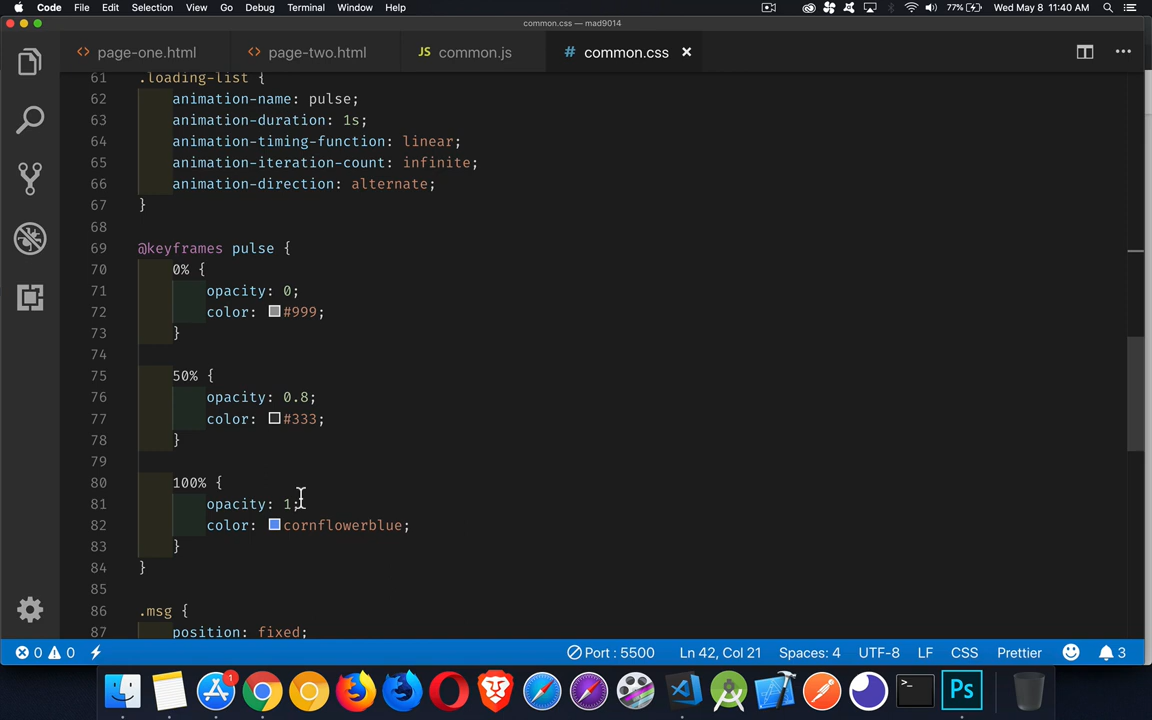 Code File Edit Selection View Go Debug Terminal Window Help 77% Wed May 8 11:40 AM
common.css — mad9014
<> page-one.html <> page-two.html JS common.js # common.css ×
61 .loading-list {
62 animation-name: pulse;
63 animation-duration: 1s;
64 animation-timing-function: linear;
65 animation-iteration-count: infinite;
66 animation-direction: alternate;
67 }
68
69 @keyframes pulse {
70 0% {
71 opacity: 0;
72 color: #999;
73 }
74
75 50% {
76 opacity: 0.8;
77 color: #333;
78 }
79
80 100% {
81 opacity: 1;
82 color: cornflowerblue;
83 }
84 }
85
86 .msg {
87 position: fixed;
0 0 Port : 5500 Ln 42, Col 21 Spaces: 4 UTF-8 LF CSS Prettier 3
1
>_
Ps